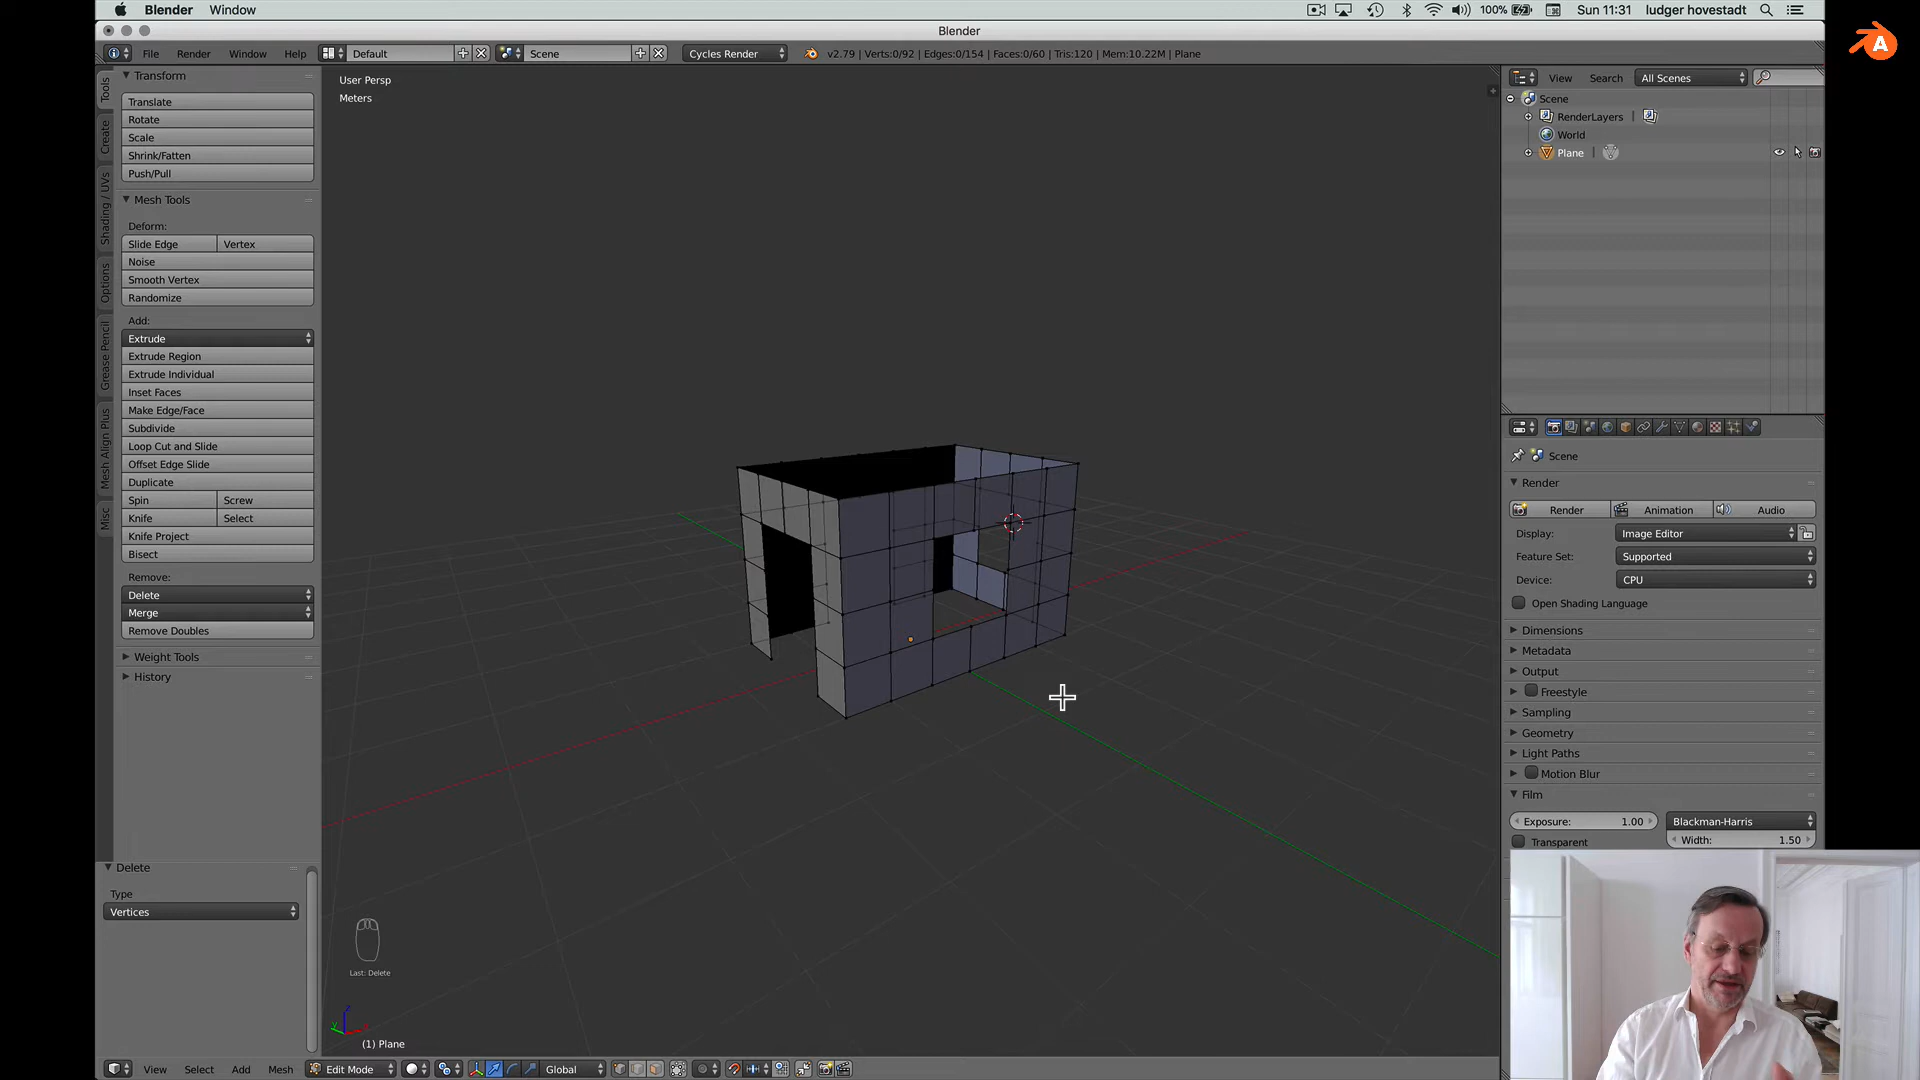 Blender Window 100% Sun 11:31 ludger hovestadt
Blender
File Render Window Help Default Scene Cycles Render v2.79 | Verts:0/92 | Edges:0/154 | Faces:0/60 | Tris:120 | Mem:10.22M | Plane
Tools
Create
Shading / UVs
Options
Grease Pencil
Mesh Align Plus
Misc
Transform
Translate
Rotate
Scale
Shrink/Fatten
Push/Pull
Mesh Tools
Deform:
Slide Edge Vertex
Noise
Smooth Vertex
Randomize
Add:
Extrude
Extrude Region
Extrude Individual
Inset Faces
Make Edge/Face
Subdivide
Loop Cut and Slide
Offset Edge Slide
Duplicate
Spin Screw
Knife Select
Knife Project
Bisect
Remove:
Delete
Merge
Remove Doubles
Weight Tools
History
Delete
Type
Vertices
User Persp
Meters
Last: Delete
(1) Plane
View Select Add Mesh Edit Mode Global
View Search All Scenes
Scene
RenderLayers |
World
Plane |
Scene
Render
Render Animation Audio
Display: Image Editor
Feature Set: Supported
Device: CPU
Open Shading Language
Dimensions
Metadata
Output
Freestyle
Sampling
Geometry
Light Paths
Motion Blur
Film
Exposure: 1.00 Blackman-Harris
Transparent Width: 1.50
A